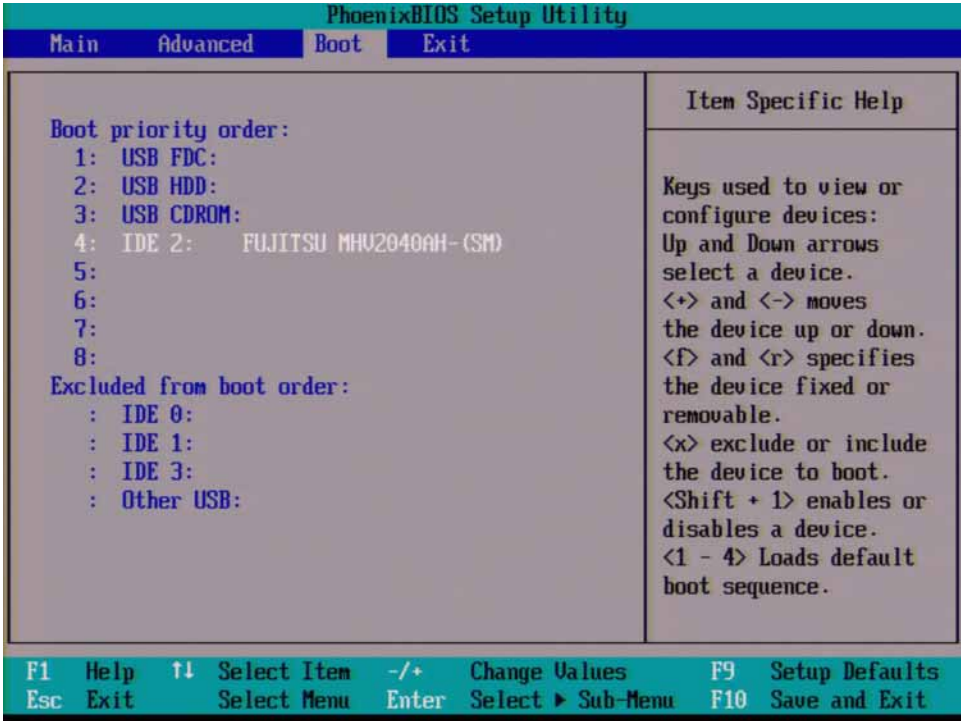 PhoenixBIOS Setup Utility
Main Advanced Boot Exit
Boot priority order:
1: USB FDC:
2: USB HDD:
3: USB CDROM:
4: IDE 2: FUJITSU MHV2040AH-(SM)
5:
6:
7:
8:
Excluded from boot order:
: IDE 0:
: IDE 1:
: IDE 3:
: Other USB:
Item Specific Help
Keys used to view or
configure devices:
Up and Down arrows
select a device.
<+> and <-> moves
the device up or down.
<f> and <r> specifies
the device fixed or
removable.
<x> exclude or include
the device to boot.
<Shift + 1> enables or
disables a device.
<1 - 4> Loads default
boot sequence.
F1 Help ↑↓ Select Item -/+ Change Values F9 Setup Defaults
Esc Exit Select Menu Enter Select ▶ Sub-Menu F10 Save and Exit